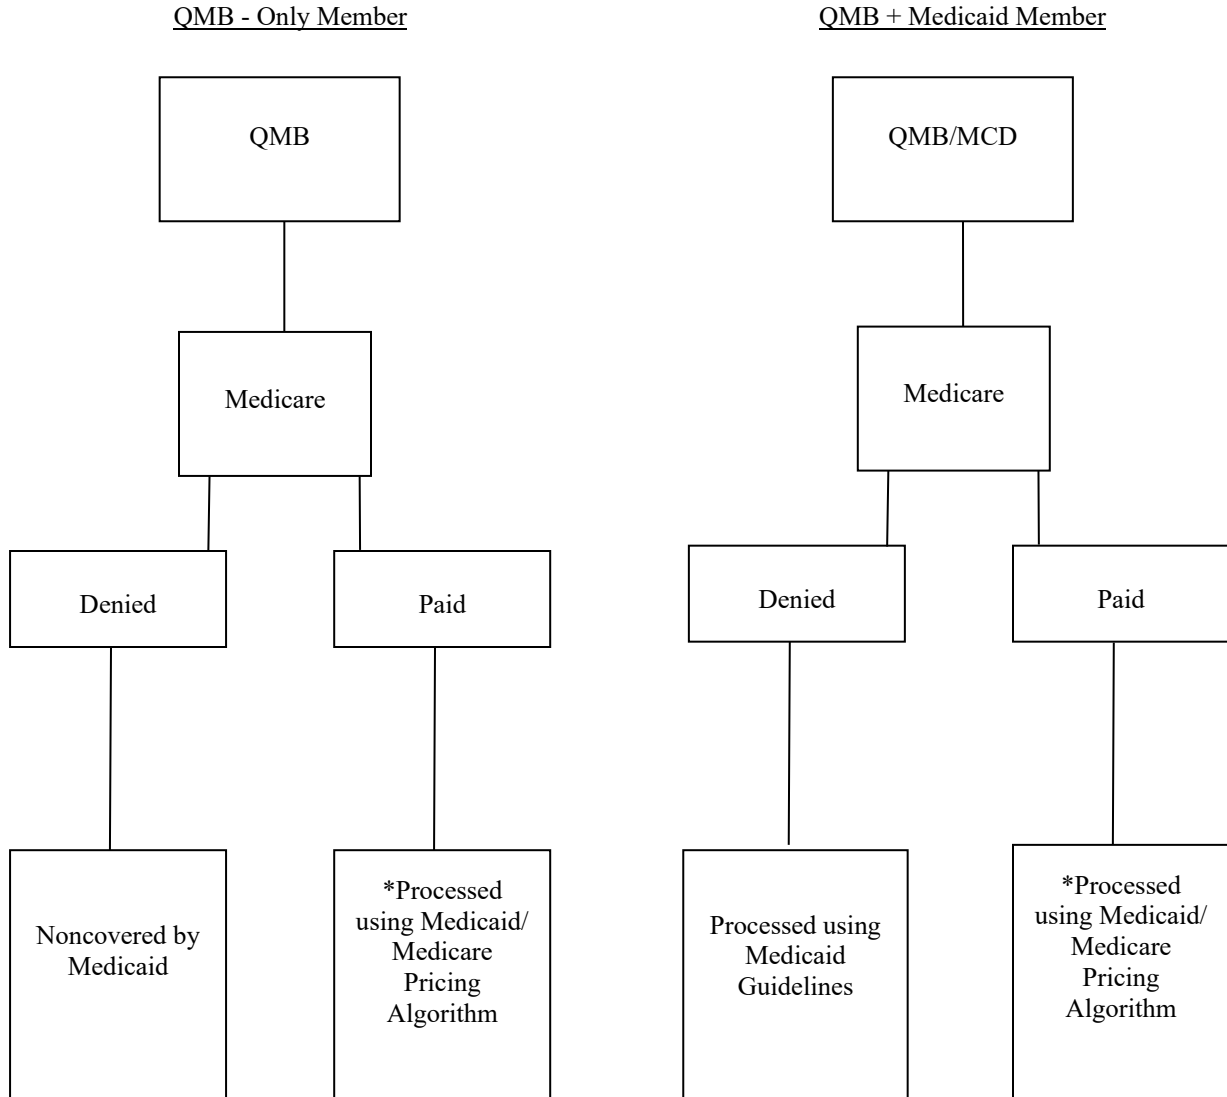 QMB - Only Member
QMB
Medicare
Denied
Paid
Noncovered by
Medicaid
*Processed
using Medicaid/
Medicare
Pricing
Algorithm
QMB + Medicaid Member
QMB/MCD
Medicare
Denied
Paid
Processed using
Medicaid
Guidelines
*Processed
using Medicaid/
Medicare
Pricing
Algorithm